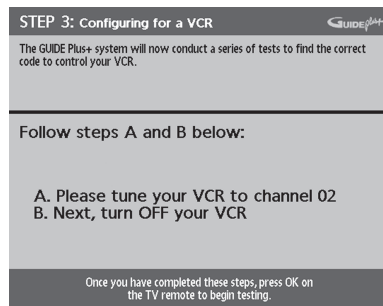 STEP 3: Configuring for a VCR
GUIDE Plus+
The GUIDE Plus+ system will now conduct a series of tests to find the correct
code to control your VCR.
Follow steps A and B below:
A. Please tune your VCR to channel 02
B. Next, turn OFF your VCR
Once you have completed these steps, press OK on
the TV remote to begin testing.